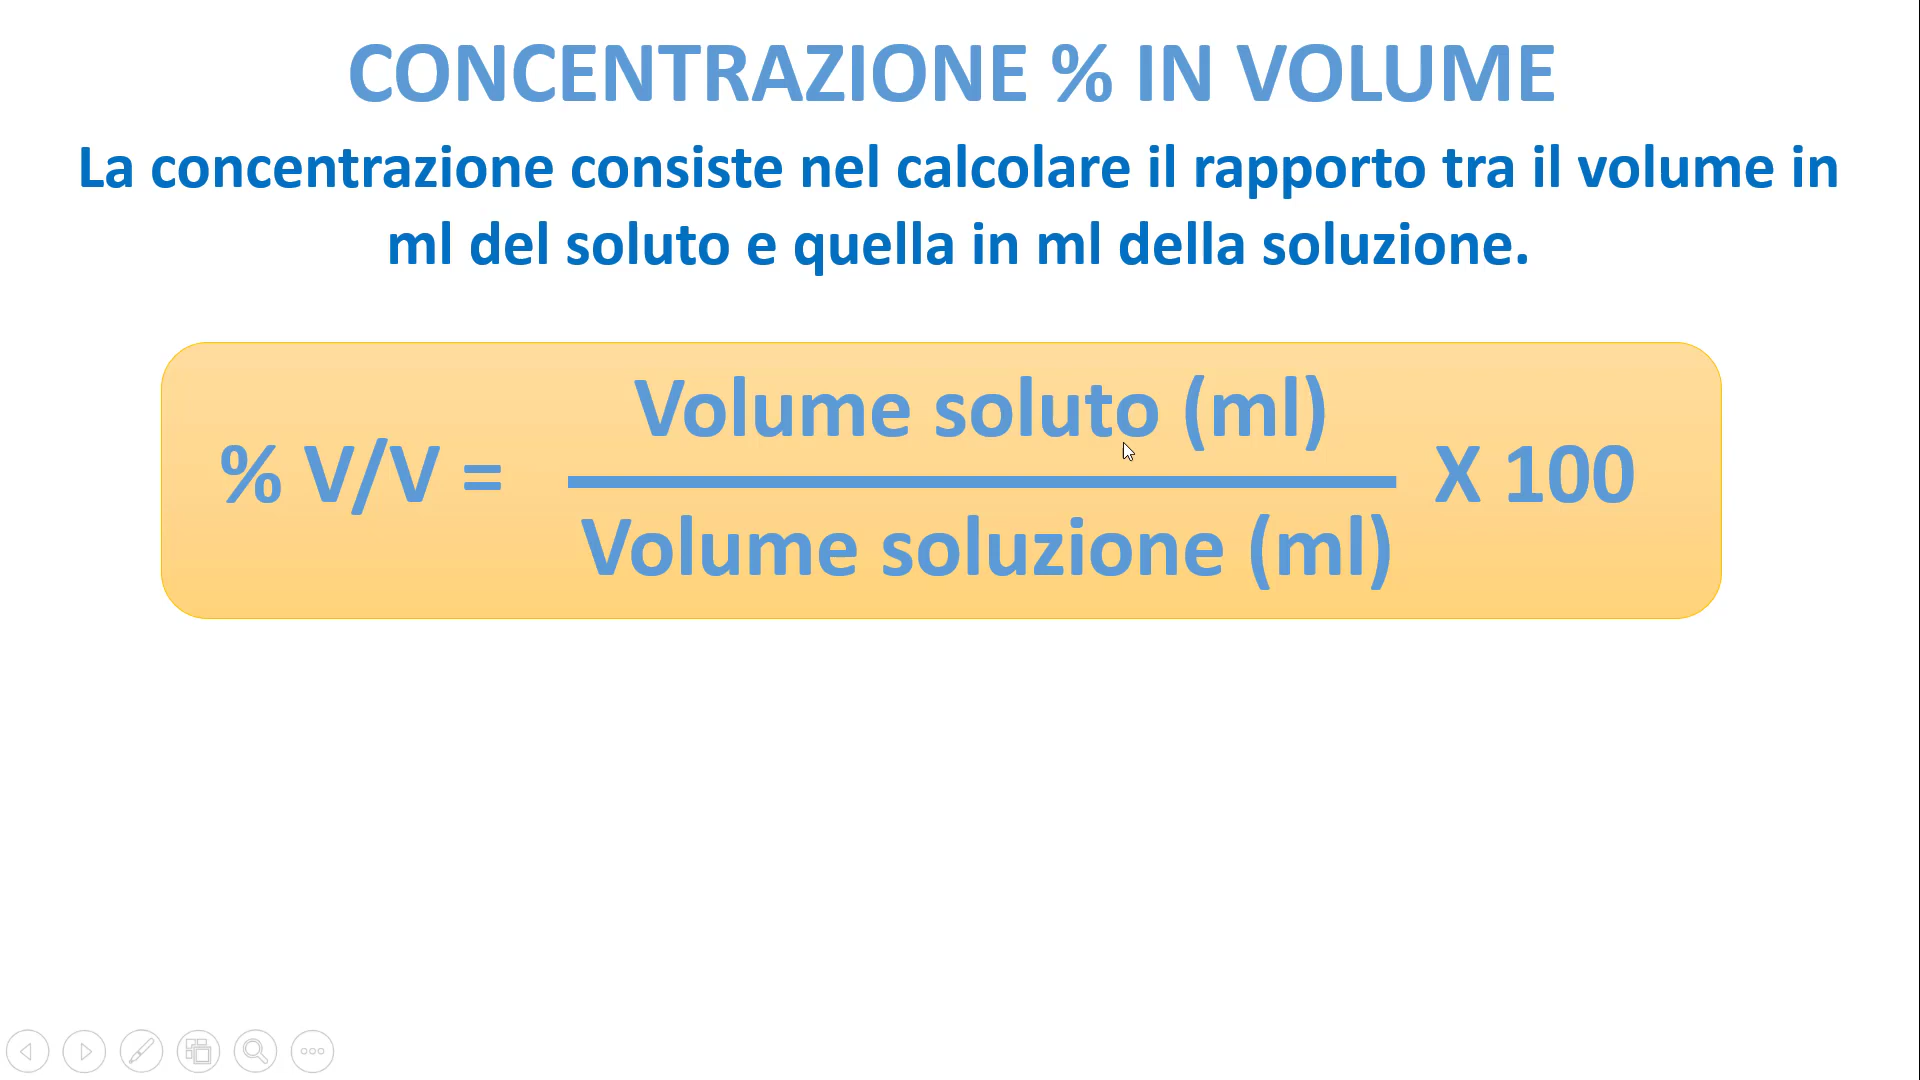 CONCENTRAZIONE % IN VOLUME
La concentrazione consiste nel calcolare il rapporto tra il volume in
ml del soluto e quella in ml della soluzione.
Volume soluto (ml)
% V/V =
X 100
Volume soluzione (ml)